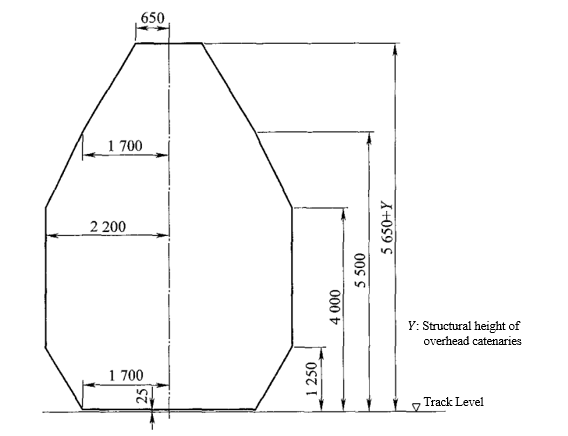 650
1 700
2 200
1 700
25
1 250
4 000
5 500
5 650+Y
Y: Structural height of
overhead catenaries
Track Level